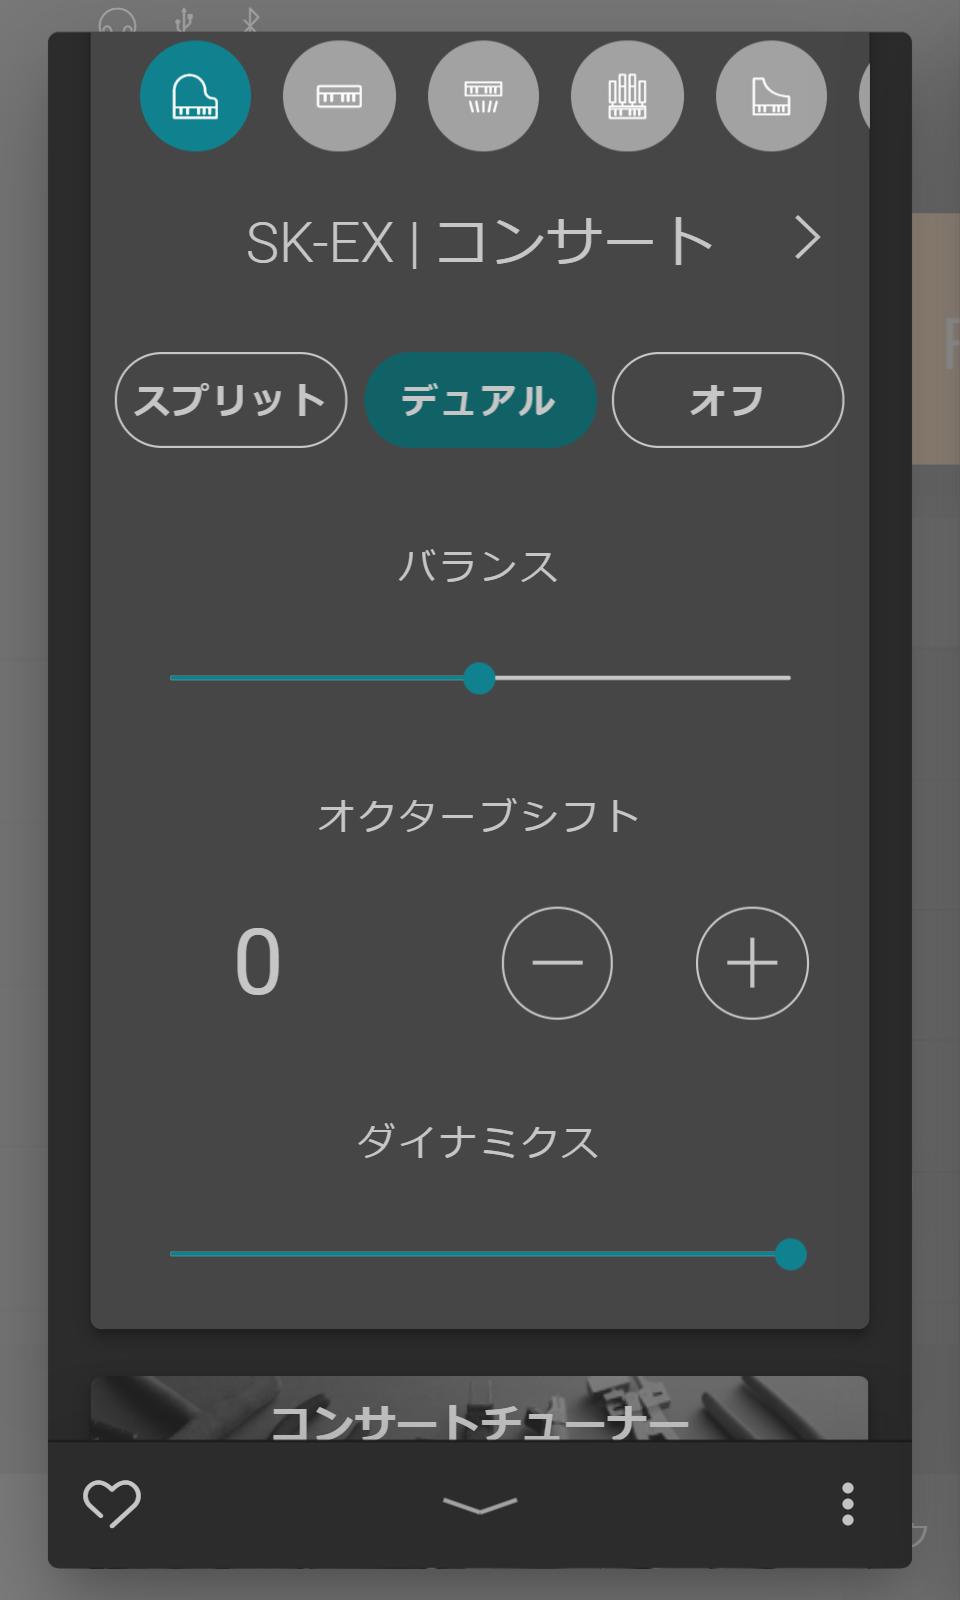 SK-EX | コンサート
スプリット
デュアル
オフ
バランス
オクターブシフト
0
ダイナミクス
コンサートチューナー